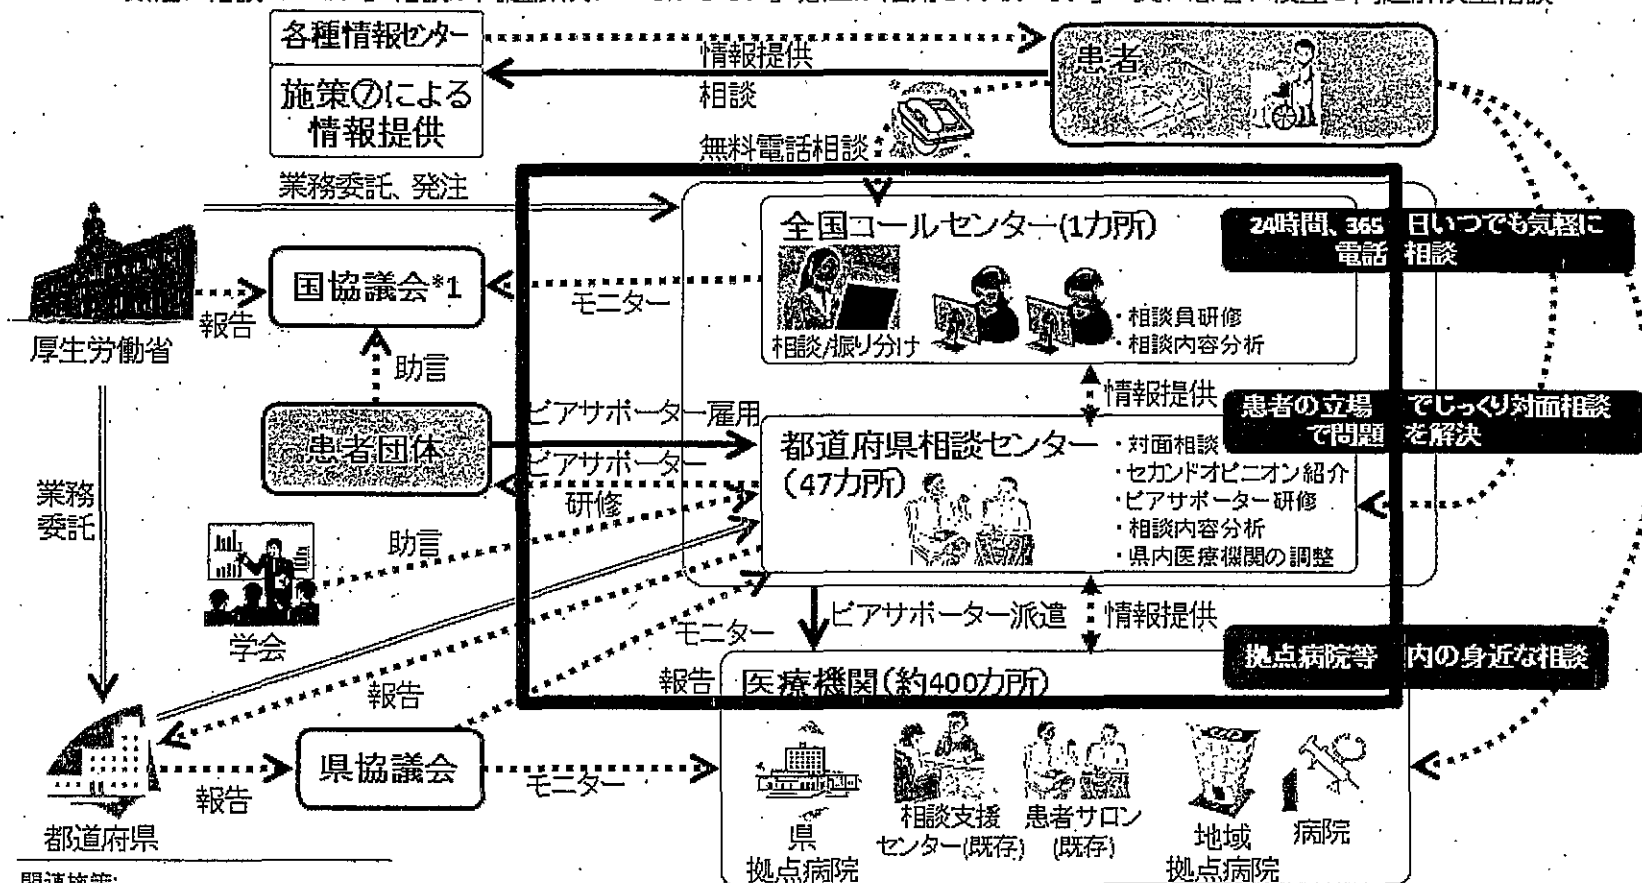 各種情報センター
施策⑦による
情報提供
情報提供
相談
患者
無料電話相談
業務委託、発注
全国コールセンター(1カ所)
24時間、365日いつでも気軽に
電話相談
国協議会*1
モニター
報告
厚生労働省
相談/振り分け
・相談員研修
・相談内容分析
助言
情報提供
ピアサポーター雇用
患者の立場でじっくり対面相談
で問題を解決
患者団体
都道府県相談センター
(47カ所)
・対面相談
・セカンドオピニオン紹介
・ピアサポーター研修
・相談内容分析
・県内医療機関の調整
ピアサポーター
研修
業務
委託
助言
学会
ピアサポーター派遣
情報提供
モニター
拠点病院等内の身近な相談
報告
医療機関(約400カ所)
報告
県協議会
モニター
報告
都道府県
県
拠点病院
相談支援
センター(既存)
患者サロン
(既存)
地域
拠点病院
病院
関連施策: